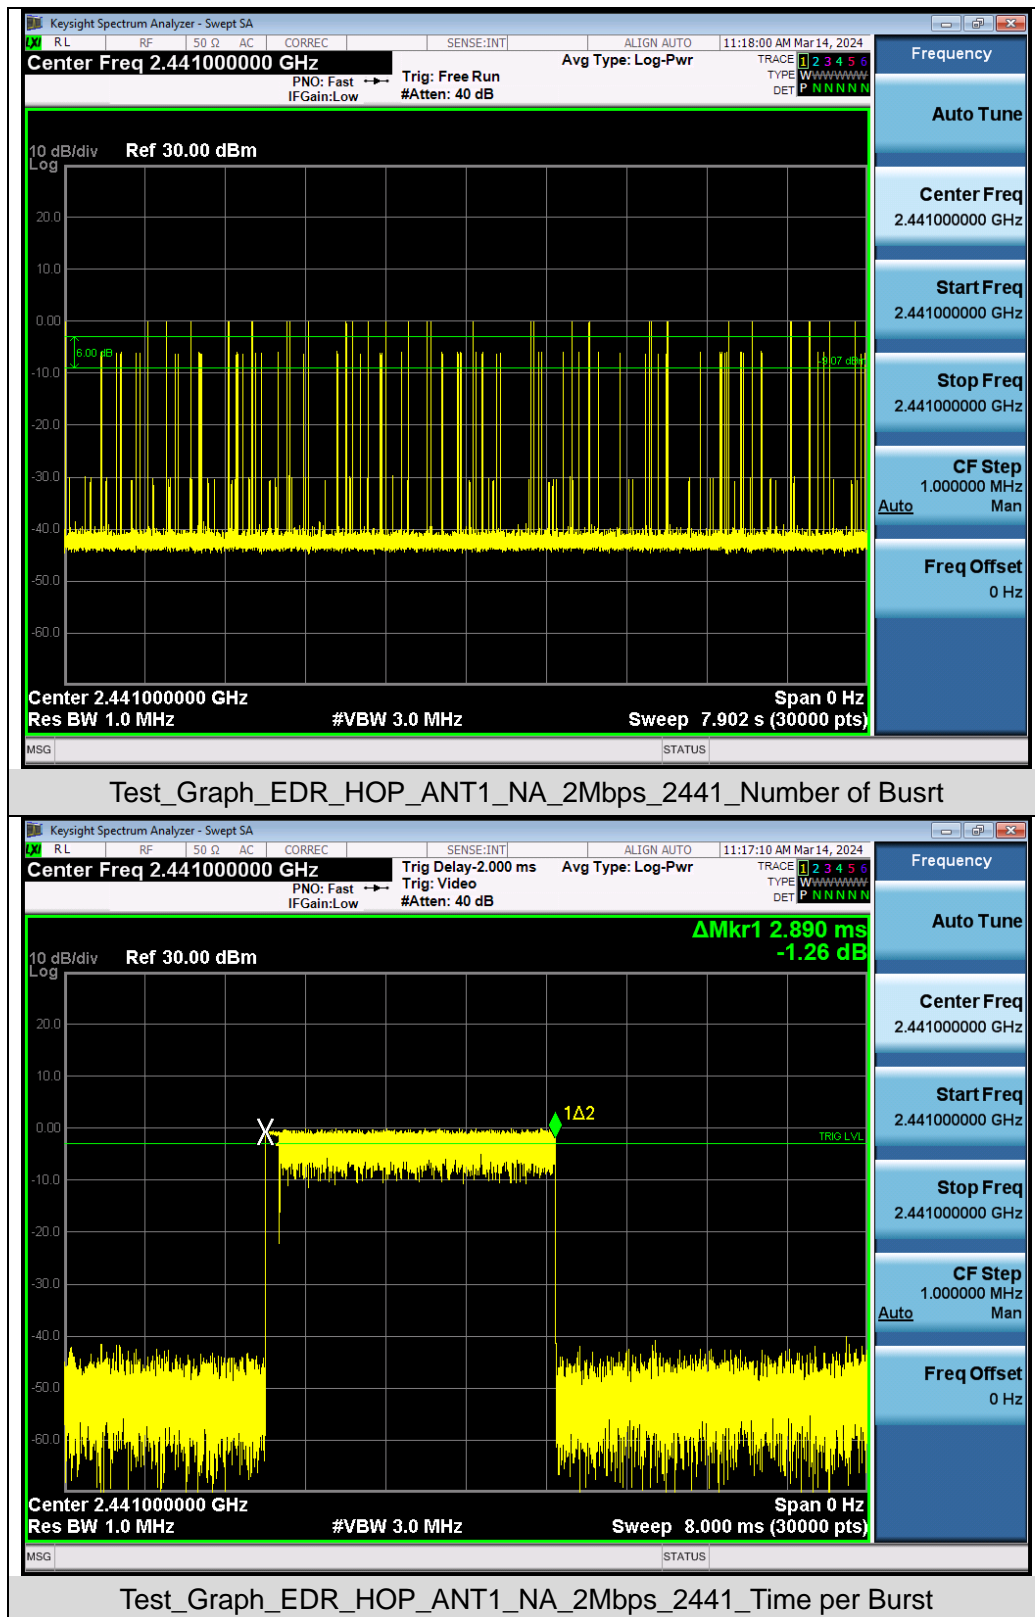 Keysight Spectrum Analyzer - Swept SA
LXI RL RF 50 Ω AC CORREC SENSE:INT ALIGN AUTO 11:18:00 AM Mar 14, 2024
Center Freq 2.441000000 GHz
PNO: Fast
IFGain:Low
Trig: Free Run
#Atten: 40 dB
Avg Type: Log-Pwr
TRACE 1 2 3 4 5 6
TYPE WWWWWW
DET P N N N N N
10 dB/div Ref 30.00 dBm
Log
20.0
10.0
0.00
6.00 dB
-9.07 dBm
-10.0
-20.0
-30.0
-40.0
-50.0
-60.0
Center 2.441000000 GHz Span 0 Hz
Res BW 1.0 MHz #VBW 3.0 MHz Sweep 7.902 s (30000 pts)
MSG STATUS
Frequency
Auto Tune
Center Freq
2.441000000 GHz
Start Freq
2.441000000 GHz
Stop Freq
2.441000000 GHz
CF Step
1.000000 MHz
Auto Man
Freq Offset
0 Hz
Test_Graph_EDR_HOP_ANT1_NA_2Mbps_2441_Number of Busrt
Keysight Spectrum Analyzer - Swept SA
LXI RL RF 50 Ω AC CORREC SENSE:INT ALIGN AUTO 11:17:10 AM Mar 14, 2024
Center Freq 2.441000000 GHz
PNO: Fast
IFGain:Low
Trig Delay-2.000 ms
Trig: Video
#Atten: 40 dB
Avg Type: Log-Pwr
TRACE 1 2 3 4 5 6
TYPE WWWWWW
DET P N N N N N
ΔMkr1 2.890 ms
-1.26 dB
10 dB/div Ref 30.00 dBm
Log
20.0
10.0
0.00
1Δ2
TRIG LVL
-10.0
-20.0
-30.0
-40.0
-50.0
-60.0
Center 2.441000000 GHz Span 0 Hz
Res BW 1.0 MHz #VBW 3.0 MHz Sweep 8.000 ms (30000 pts)
MSG STATUS
Frequency
Auto Tune
Center Freq
2.441000000 GHz
Start Freq
2.441000000 GHz
Stop Freq
2.441000000 GHz
CF Step
1.000000 MHz
Auto Man
Freq Offset
0 Hz
Test_Graph_EDR_HOP_ANT1_NA_2Mbps_2441_Time per Burst